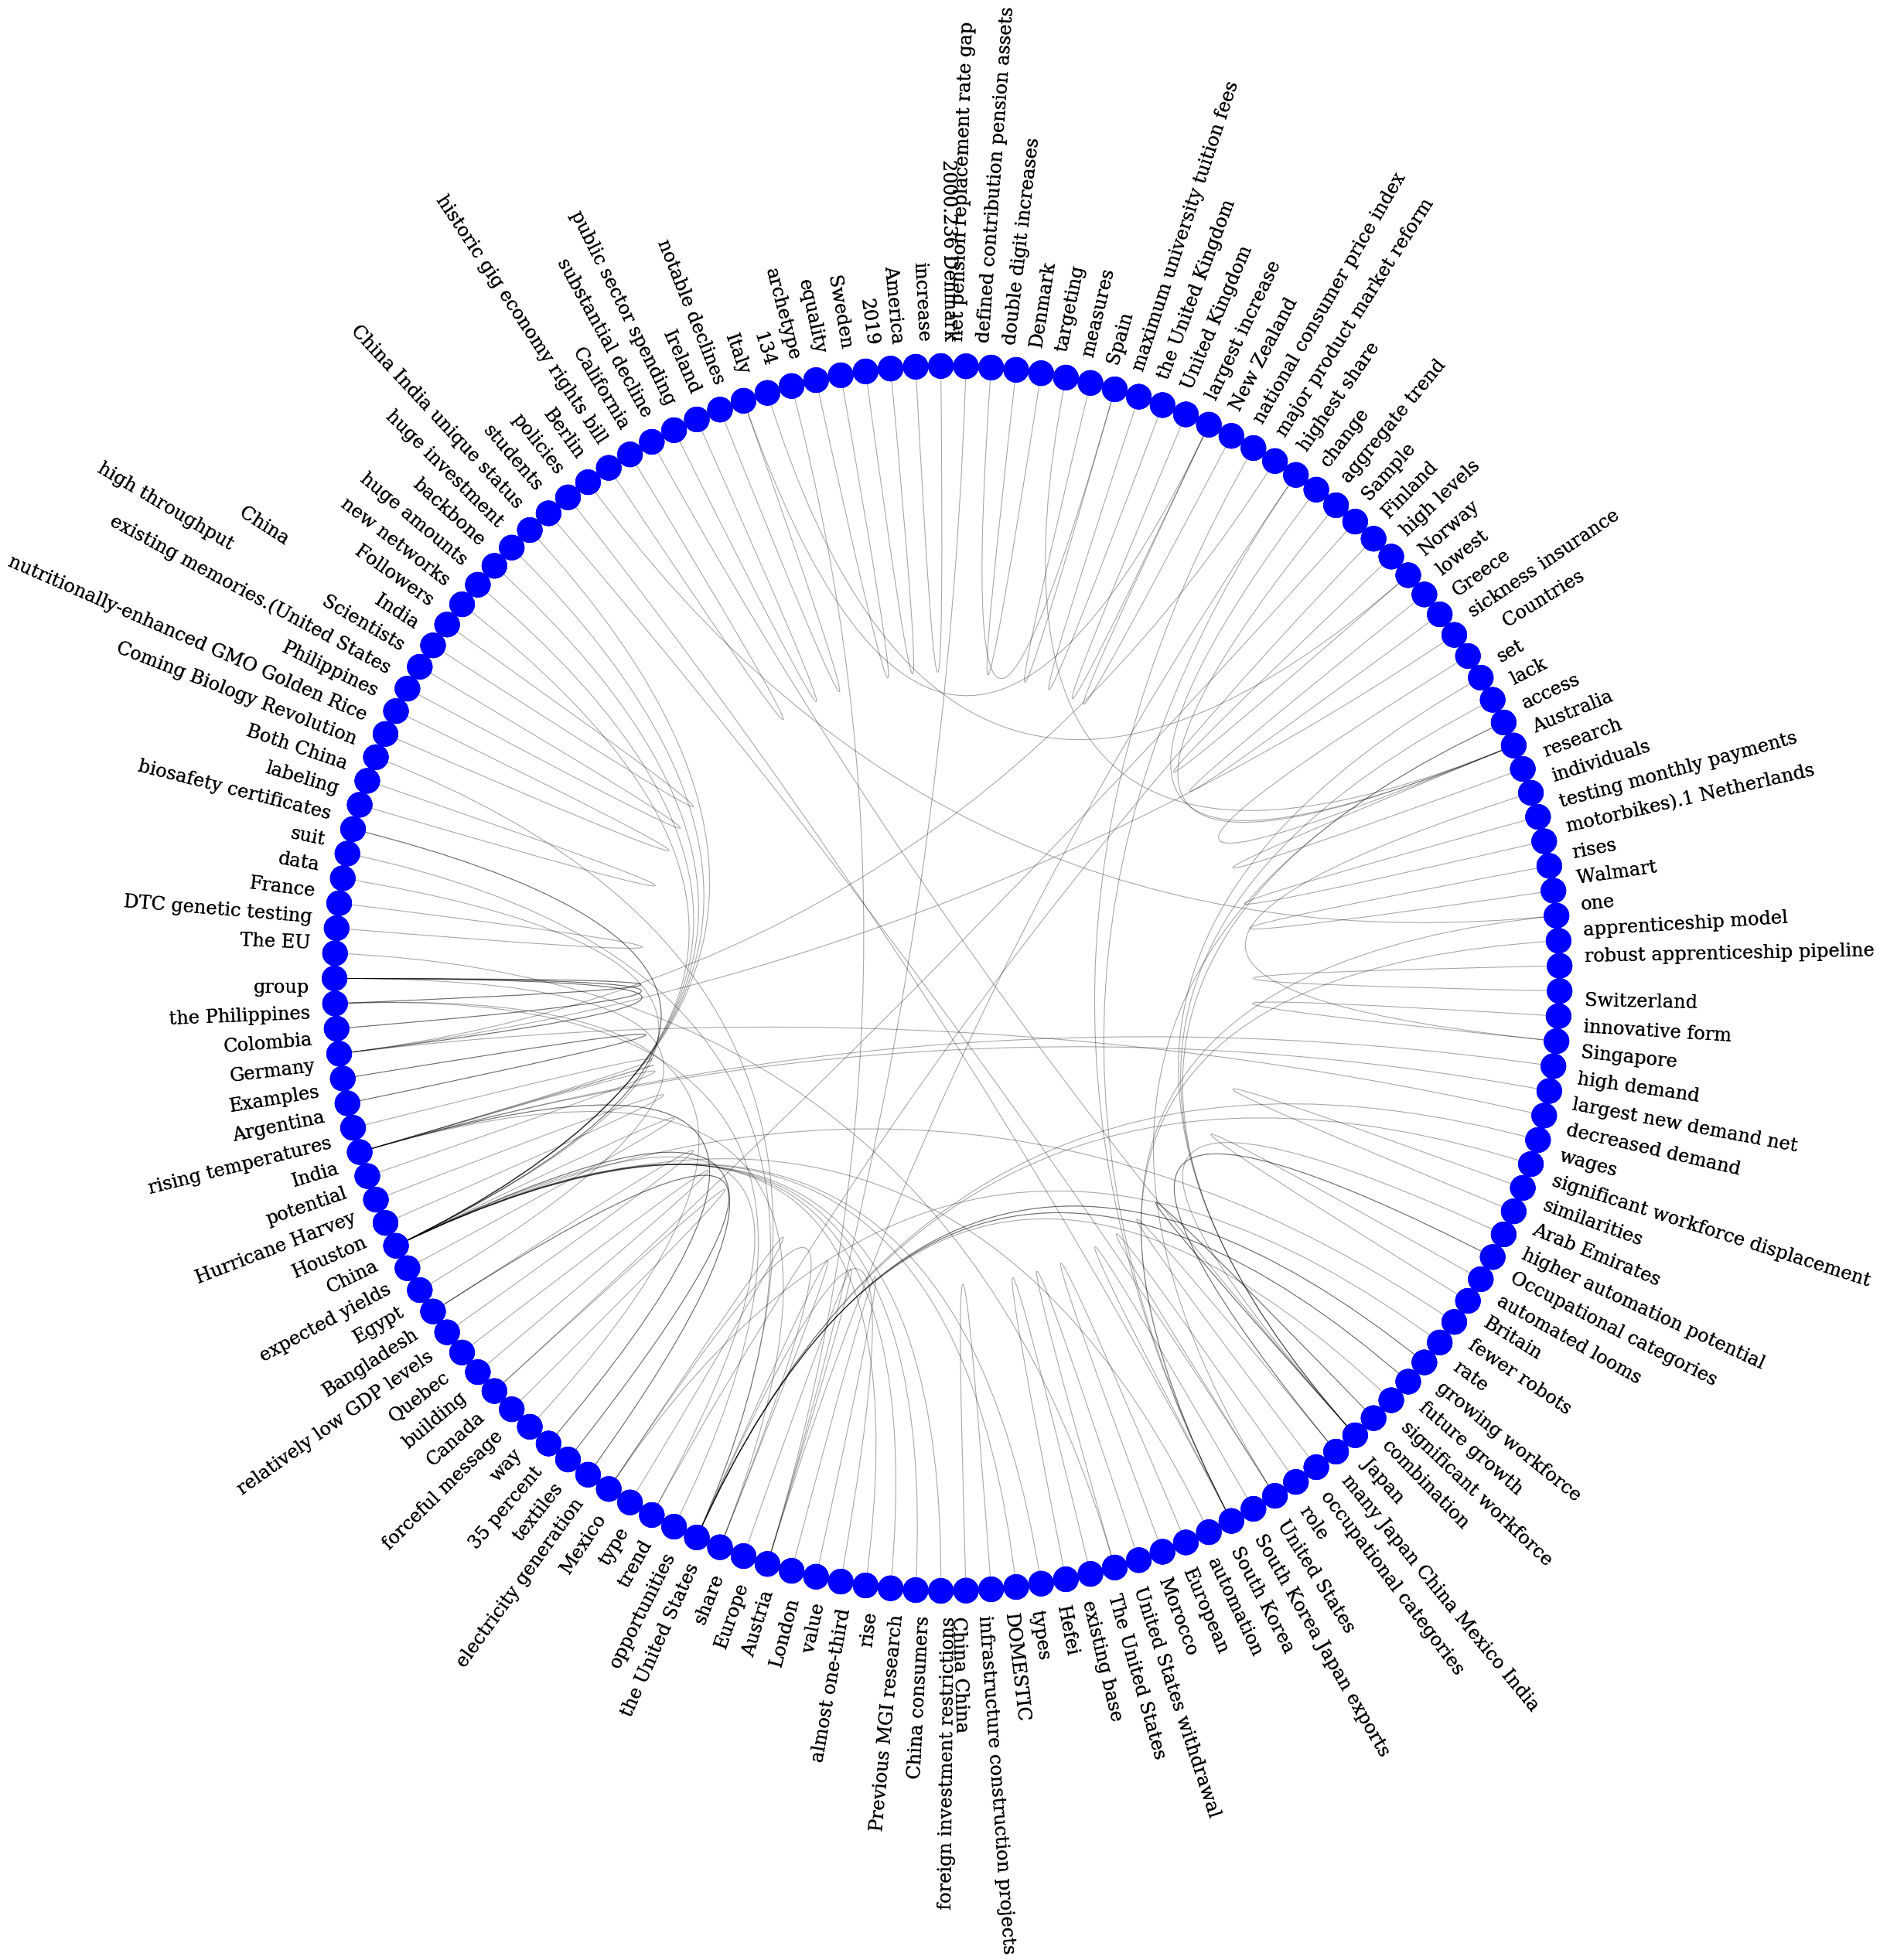 net pension replacement rate gap
defined contribution pension assets
double digit increases
Denmark
targeting
measures
Spain
maximum university tuition fees
the United Kingdom
United Kingdom
largest increase
New Zealand
national consumer price index
major product market reform
highest share
change
aggregate trend
Sample
Finland
high levels
Norway
lowest
Greece
sickness insurance
Countries
set
lack
access
Australia
research
individuals
testing monthly payments
motorbikes).1 Netherlands
rises
Walmart
one
apprenticeship model
robust apprenticeship pipeline
Switzerland
innovative form
Singapore
high demand
largest new demand net
decreased demand
wages
significant workforce displacement
similarities
Arab Emirates
higher automation potential
Occupational categories
automated looms
Britain
fewer robots
rate
growing workforce
future growth
significant workforce
combination
Japan
many Japan China Mexico India
occupational categories
role
United States
South Korea Japan exports
South Korea
automation
European
Morocco
United States withdrawal
The United States
existing base
Hefei
types
DOMESTIC
infrastructure construction projects
China China
foreign investment restrictions
China consumers
Previous MGI research
rise
almost one-third
value
London
Austria
Europe
share
the United States
opportunities
trend
type
Mexico
electricity generation
textiles
35 percent
way
forceful message
Canada
building
Quebec
relatively low GDP levels
Bangladesh
Egypt
expected yields
China
Houston
Hurricane Harvey
potential
India
rising temperatures
Argentina
Examples
Germany
Colombia
the Philippines
group
The EU
DTC genetic testing
France
data
suit
biosafety certificates
labeling
Both China
Coming Biology Revolution
nutritionally-enhanced GMO Golden Rice
Philippines
existing memories.(United States
Scientists
high throughput
India
China
Followers
new networks
huge amounts
backbone
huge investment
China India unique status
students
policies
Berlin
historic gig economy rights bill
California
substantial decline
public sector spending
Ireland
notable declines
Italy
134
archetype
equality
Sweden
2019
America
increase
2000.236 Denmark